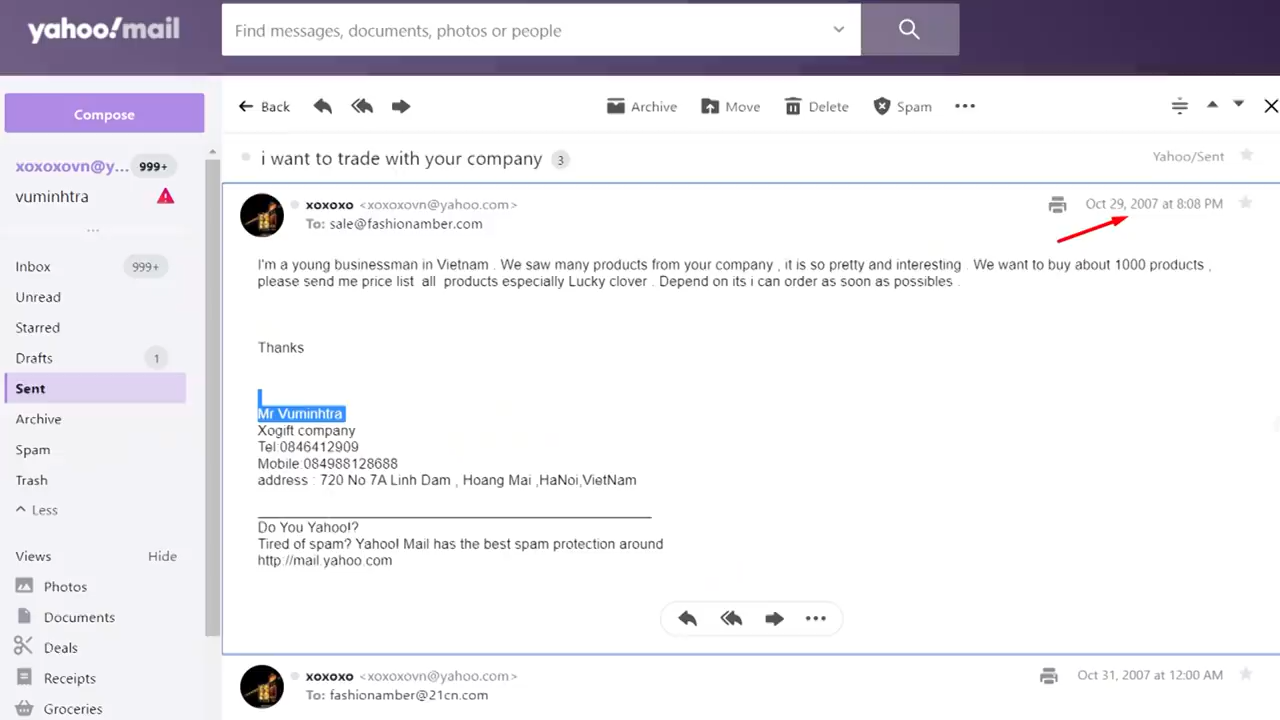 yahoo!mail
Find messages, documents, photos or people
Compose
Back
Archive
Move
Delete
Spam
xoxoxovn@y... 999+
vuminhtra
...
Inbox 999+
Unread
Starred
Drafts 1
Sent
Archive
Spam
Trash
Less
Views Hide
Photos
Documents
Deals
Receipts
Groceries
i want to trade with your company 3
Yahoo/Sent
xoxoxo <xoxoxovn@yahoo.com>
Oct 29, 2007 at 8:08 PM
To: sale@fashionamber.com
I'm a young businessman in Vietnam . We saw many products from your company , it is so pretty and interesting . We want to buy about 1000 products ,
please send me price list all products especially Lucky clover . Depend on its i can order as soon as possibles .
Thanks
Mr Vuminhtra
Xogift company
Tel:0846412909
Mobile:084988128688
address : 720 No 7A Linh Dam , Hoang Mai ,HaNoi,VietNam
Do You Yahoo!?
Tired of spam? Yahoo! Mail has the best spam protection around
http://mail.yahoo.com
xoxoxo <xoxoxovn@yahoo.com>
Oct 31, 2007 at 12:00 AM
To: fashionamber@21cn.com